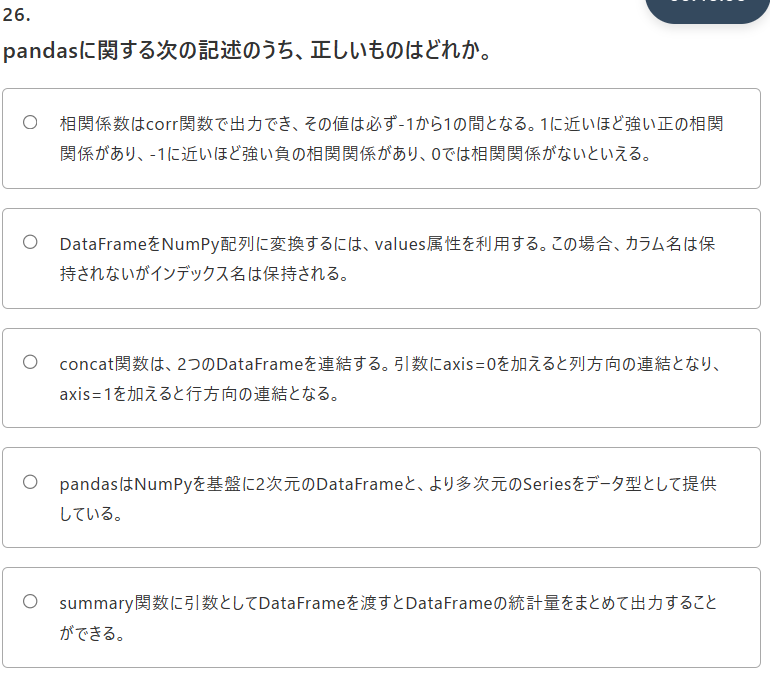 26.
pandasに関する次の記述のうち、正しいものはどれか。
相関係数はcorr関数で出力でき、その値は必ず-1から1の間となる。1に近いほど強い正の相関
関係があり、-1に近いほど強い負の相関関係があり、0では相関関係がないといえる。
DataFrameをNumPy配列に変換するには、values属性を利用する。この場合、カラム名は保
持されないがインデックス名は保持される。
concat関数は、2つのDataFrameを連結する。引数にaxis=0を加えると列方向の連結となり、
axis=1を加えると行方向の連結となる。
pandasはNumPyを基盤に2次元のDataFrameと、より多次元のSeriesをデータ型として提供
している。
summary関数に引数としてDataFrameを渡すとDataFrameの統計量をまとめて出力すること
ができる。